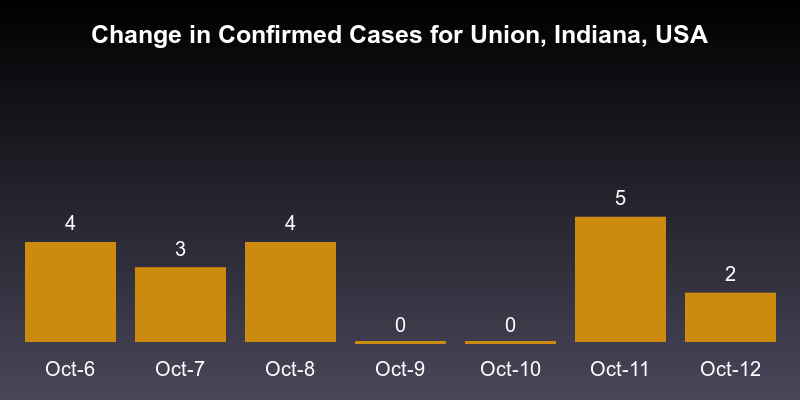 Change in Confirmed Cases for Union, Indiana, USA
4 3 4 0 0 5 2
Oct-6 Oct-7 Oct-8 Oct-9 Oct-10 Oct-11 Oct-12